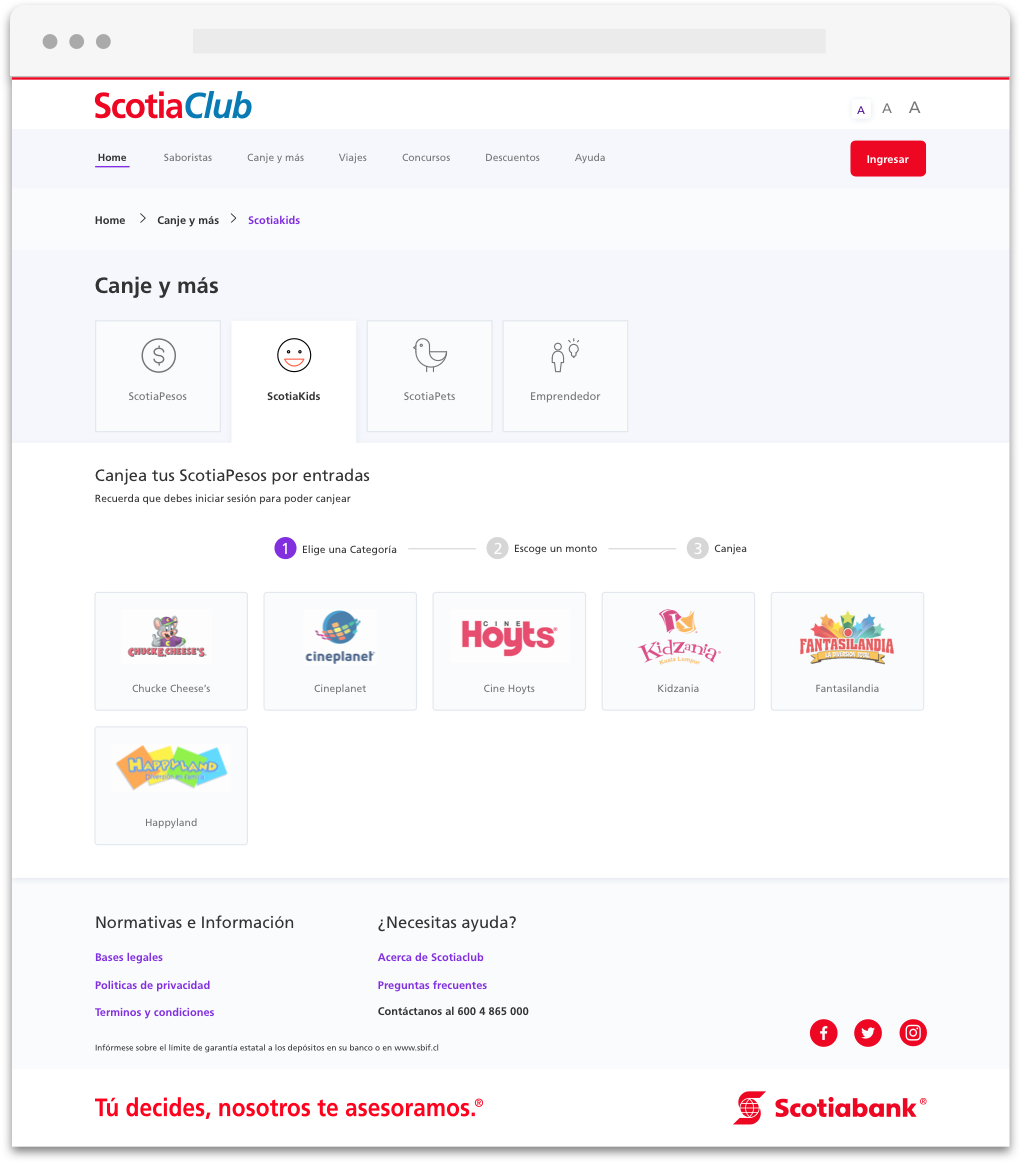 ScotiaClub
A A A
Home Saboristas Canje y más Viajes Concursos Descuentos Ayuda Ingresar
Home > Canje y más > Scotiakids
Canje y más
$
ScotiaPesos ScotiaKids ScotiaPets Emprendedor
Canjea tus ScotiaPesos por entradas
Recuerda que debes iniciar sesión para poder canjear
1 Elige una Categoría 2 Escoge un monto 3 Canjea
CHUCK E. CHEESE'S
cineplanet
CINE
Hoyts
Kidzania
Kuala Lumpur
FANTASILANDIA
Chucke Cheese's Cineplanet Cine Hoyts Kidzania Fantasilandia
HAPPYLAND
Happyland
Normativas e Información ¿Necesitas ayuda?
Bases legales Acerca de Scotiaclub
Politicas de privacidad Preguntas frecuentes
Terminos y condiciones Contáctanos al 600 4 865 000
Infórmese sobre el límite de garantía estatal a los depósitos en su banco o en www.sbif.cl
Tú decides, nosotros te asesoramos.® Scotiabank®